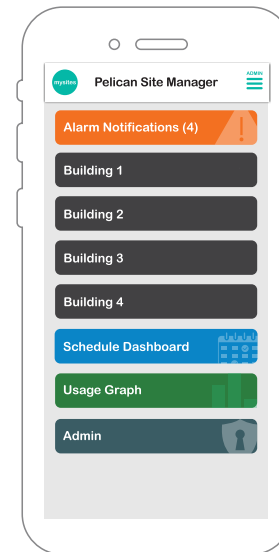 mysites
Pelican Site Manager
ADMIN
Alarm Notifications (4)
Building 1
Building 2
Building 3
Building 4
Schedule Dashboard
Usage Graph
Admin